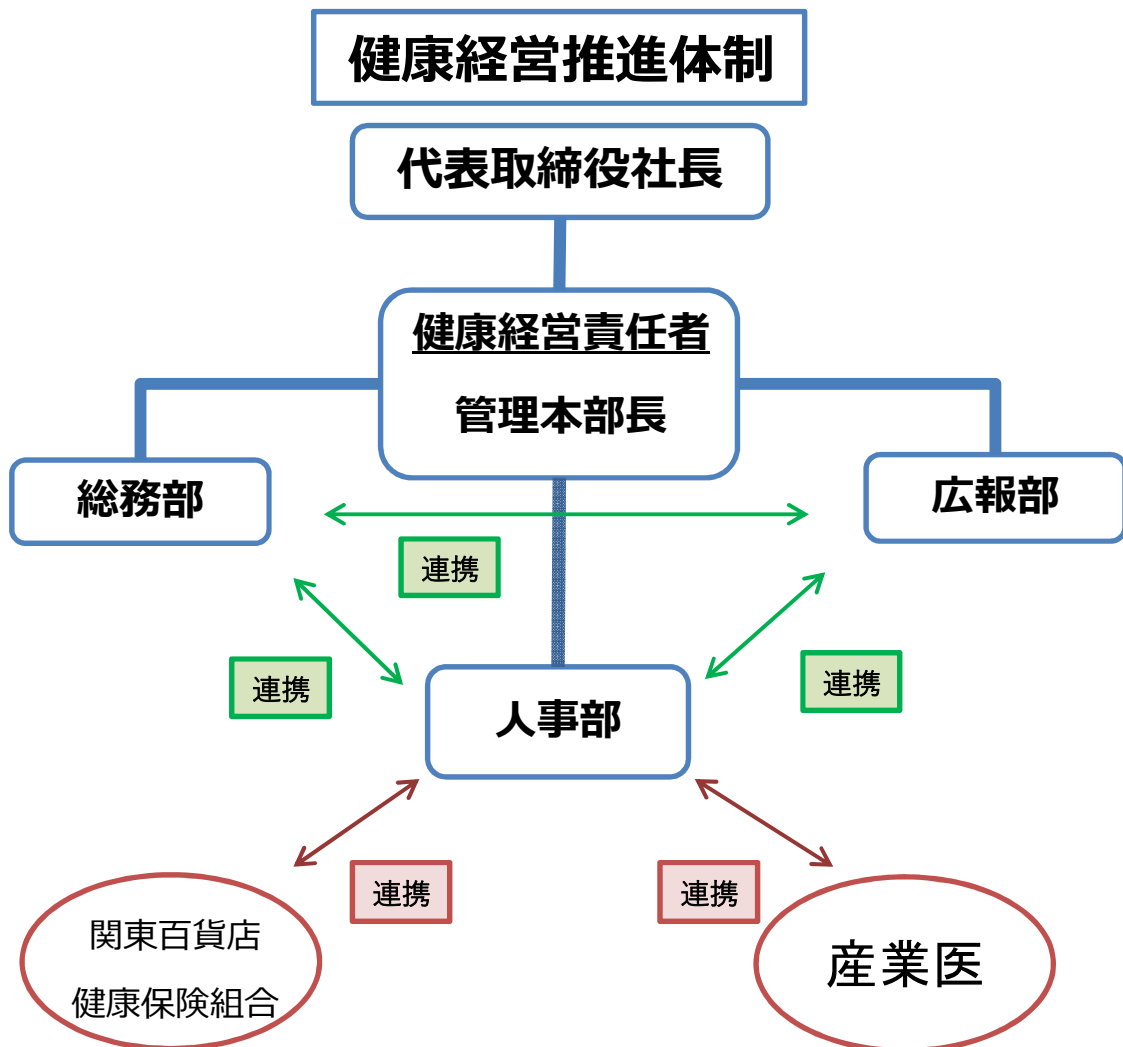 健康経営推進体制
代表取締役社長
健康経営責任者
管理本部長
総務部
広報部
連携
連携
連携
人事部
連携
連携
関東百貨店
健康保険組合
産業医